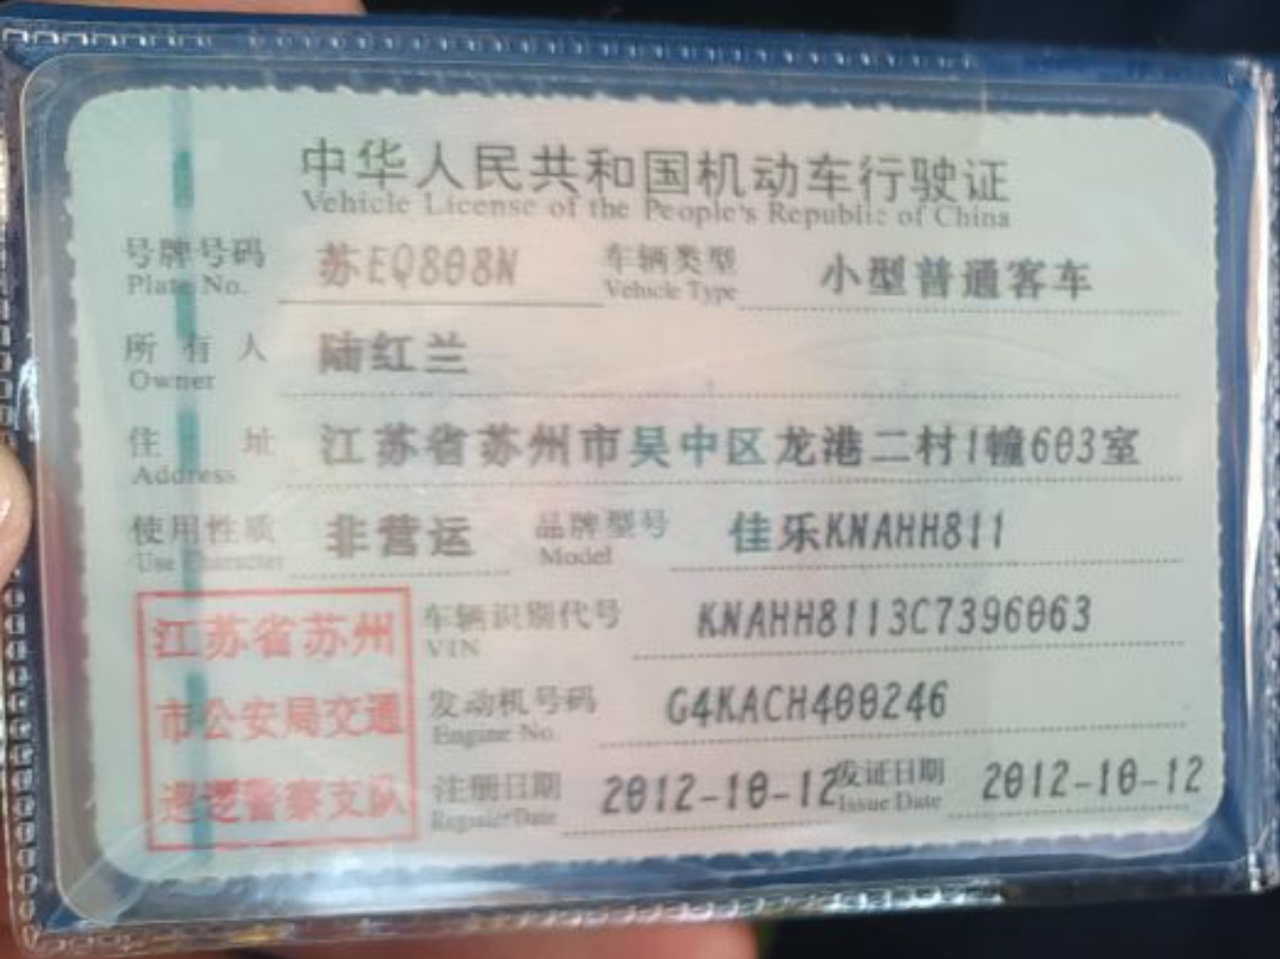 中华人民共和国机动车行驶证
Vehicle License of the People's Republic of China
号牌号码 苏EQ808N 车辆类型 小型普通客车
Plate No. Vehicle Type
所有人 陆红兰
Owner
住址 江苏省苏州市吴中区龙港二村1幢603室
Address
使用性质 非营运 品牌型号 佳乐KNAHH811
Use Character Model
江苏省苏州
市公安局交通
巡逻警察支队
车辆识别代号 KNAHH8113C7396063
VIN
发动机号码 G4KACH400246
Engine No.
注册日期 2012-10-12 发证日期 2012-10-12
Register Date Issue Date